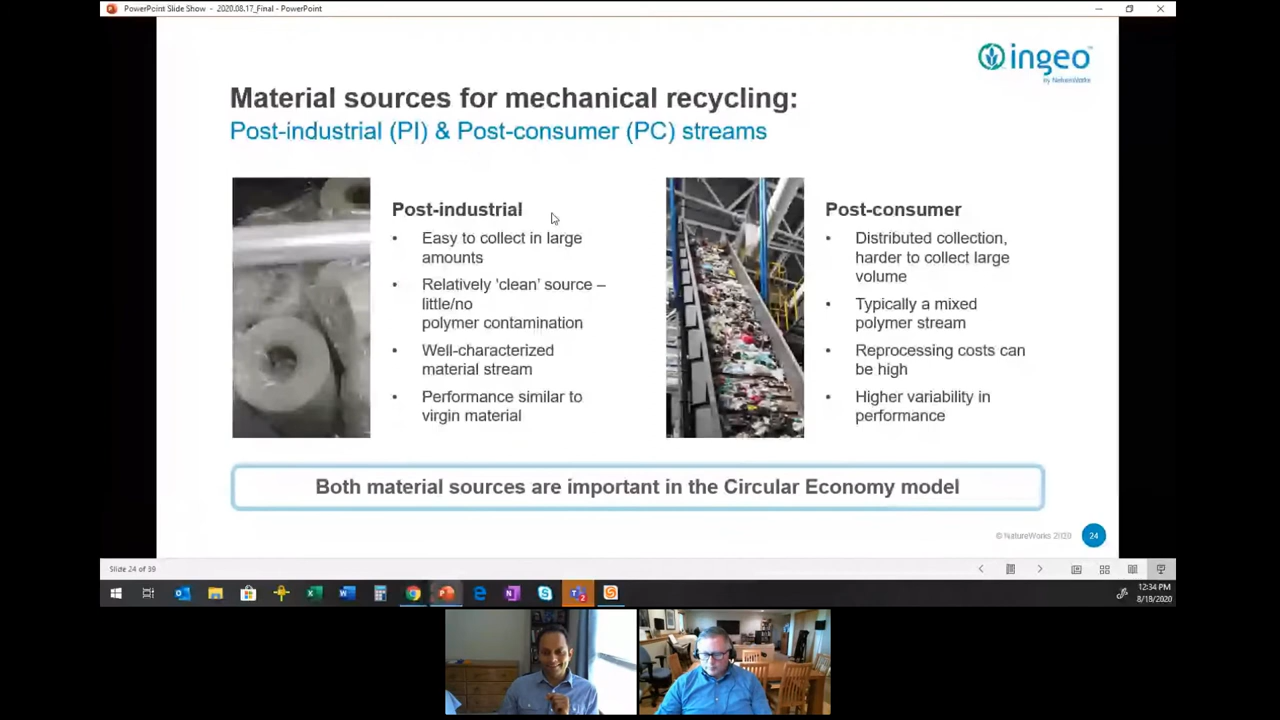 PowerPoint Slide Show - 2020.08.17_Final - PowerPoint
ingeo
by NatureWorks
Material sources for mechanical recycling:
Post-industrial (PI) & Post-consumer (PC) streams
Post-industrial
• Easy to collect in large
amounts
• Relatively 'clean' source –
little/no
polymer contamination
• Well-characterized
material stream
• Performance similar to
virgin material
Post-consumer
• Distributed collection,
harder to collect large
volume
• Typically a mixed
polymer stream
• Reprocessing costs can
be high
• Higher variability in
performance
Both material sources are important in the Circular Economy model
© NatureWorks 2020
24
Slide 24 of 39
12:34 PM
8/18/2020